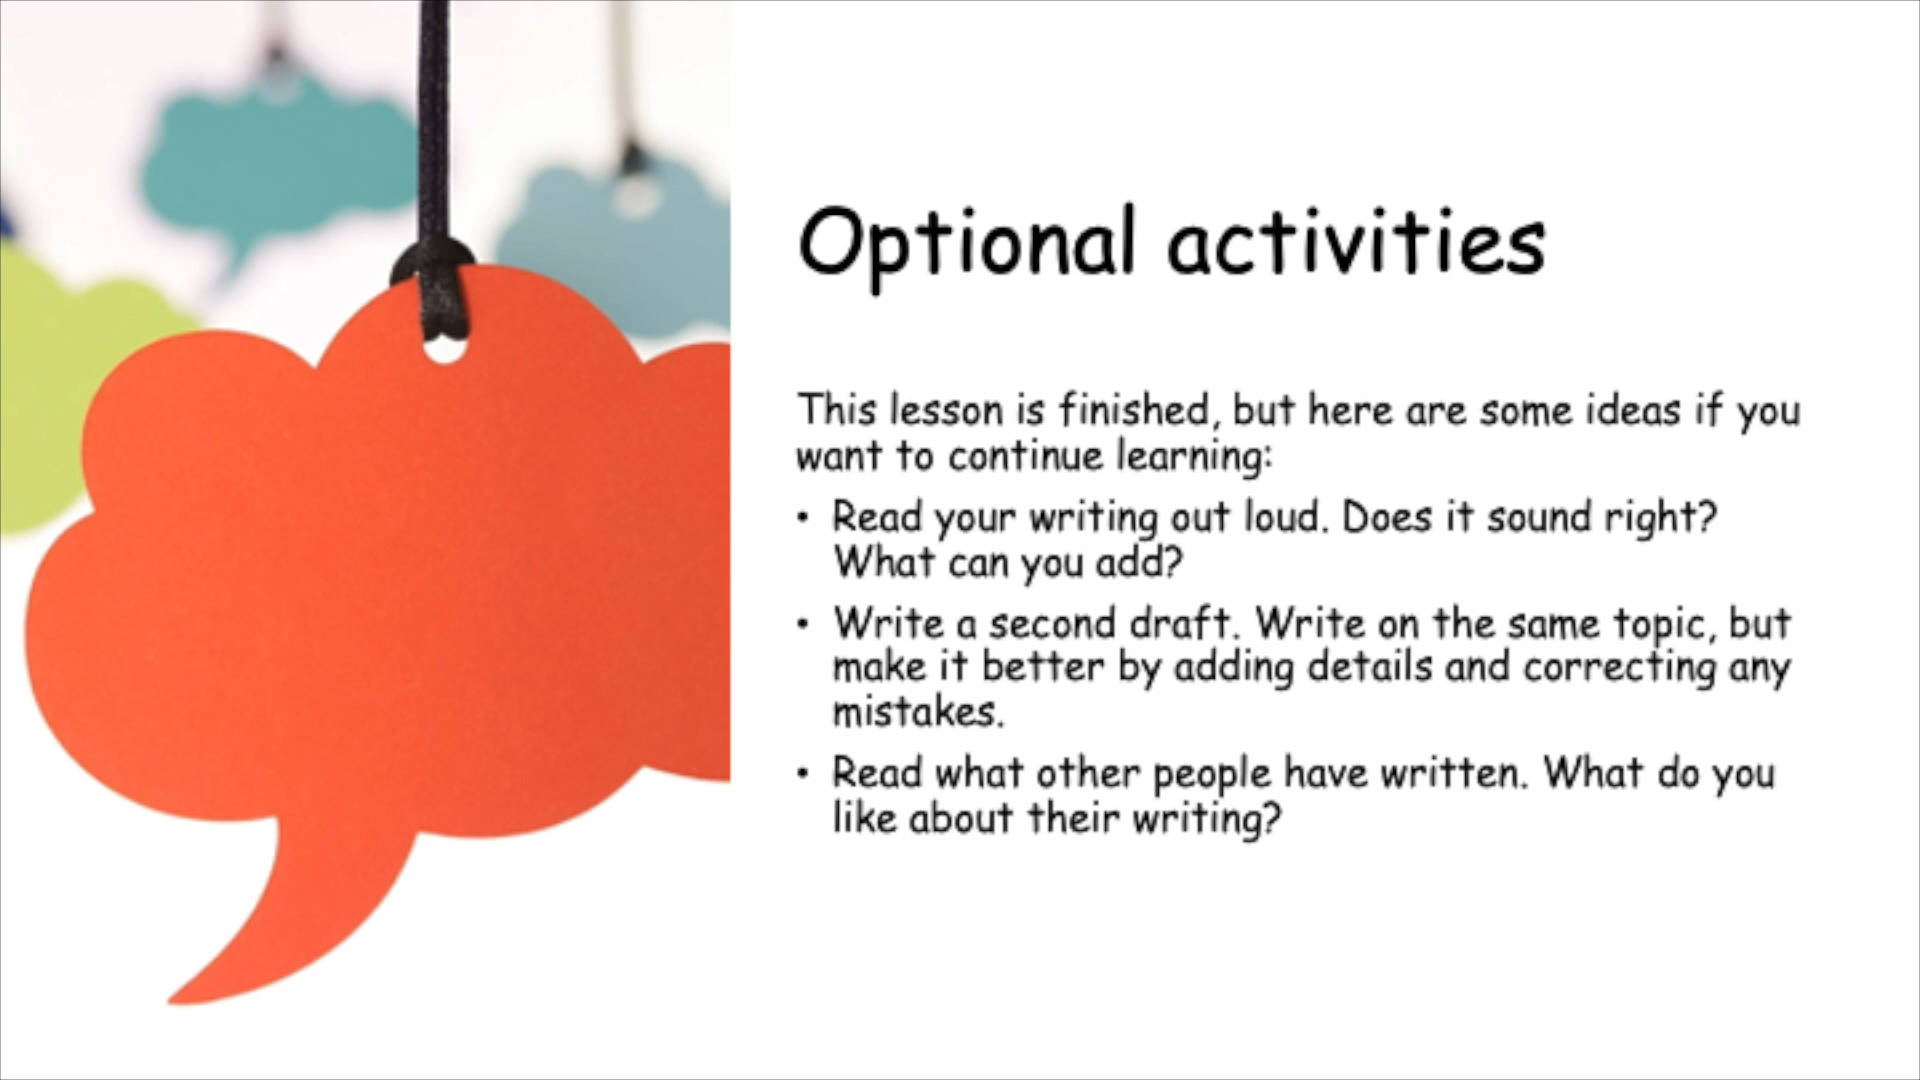 Optional activities
This lesson is finished, but here are some ideas if you
want to continue learning:
• Read your writing out loud. Does it sound right?
What can you add?
• Write a second draft. Write on the same topic, but
make it better by adding details and correcting any
mistakes.
• Read what other people have written. What do you
like about their writing?